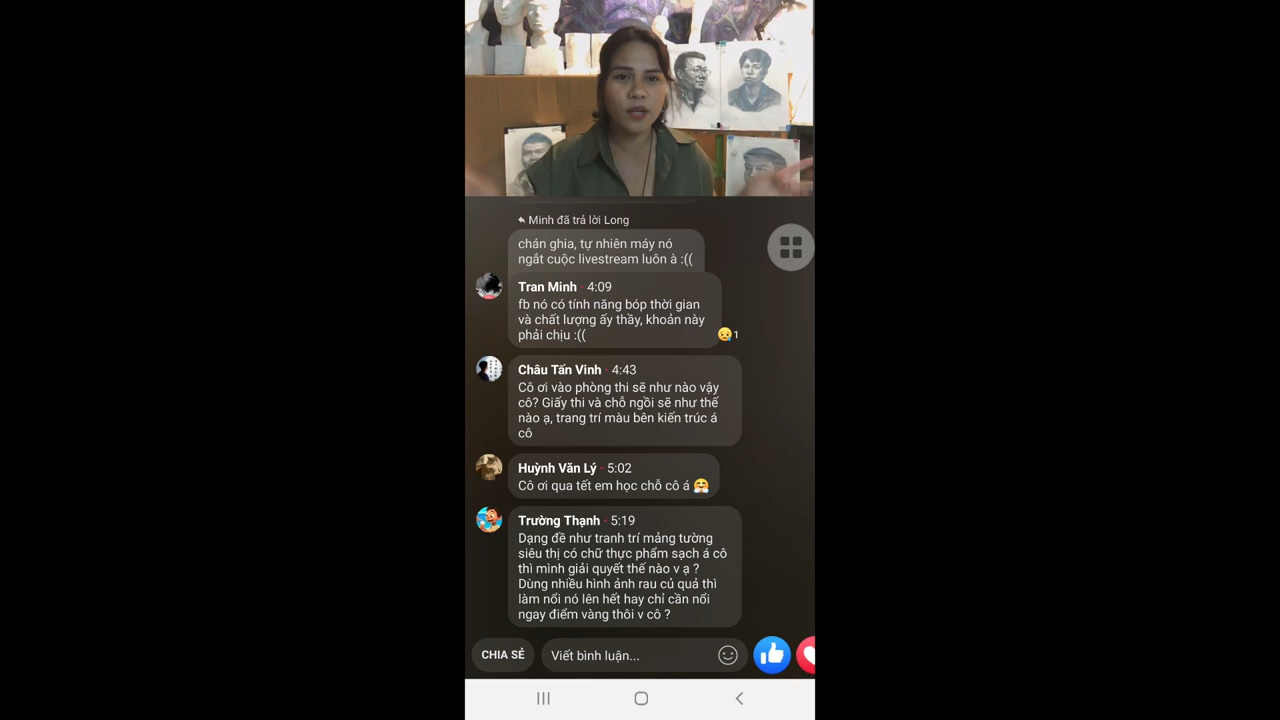 Minh đã trả lời Long
chán ghia, tự nhiên máy nó
ngắt cuộc livestream luôn à :((
Tran Minh · 4:09
fb nó có tính năng bóp thời gian
và chất lượng ấy thầy, khoản này
phải chịu :((
1
Châu Tấn Vinh · 4:43
Cô ơi vào phòng thi sẽ như nào vậy
cô? Giấy thi và chỗ ngồi sẽ như thế
nào ạ, trang trí màu bên kiến trúc á
cô
Huỳnh Văn Lý · 5:02
Cô ơi qua tết em học chỗ cô á 🤗
Trường Thạnh · 5:19
Dạng đề như tranh trí mảng tường
siêu thị có chữ thực phẩm sạch á cô
thì mình giải quyết thế nào v ạ ?
Dùng nhiều hình ảnh rau củ quả thì
làm nổi nó lên hết hay chỉ cần nổi
ngay điểm vàng thôi v cô ?
CHIA SẺ
Viết bình luận...